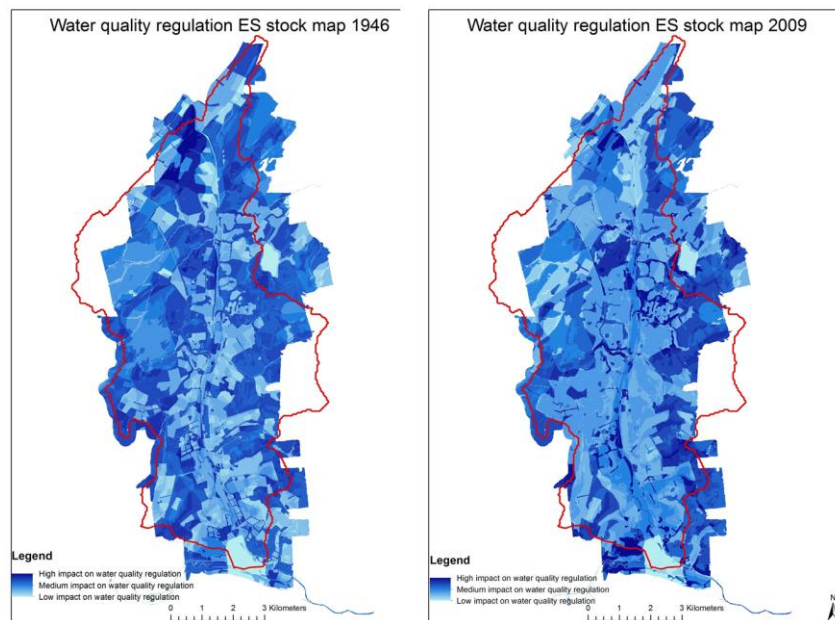 Water quality regulation ES stock map 1946
Legend
High impact on water quality regulation
Medium impact on water quality regulation
Low impact on water quality regulation
0 1 2 3 Kilometers
Water quality regulation ES stock map 2009
Legend
High impact on water quality regulation
Medium impact on water quality regulation
Low impact on water quality regulation
0 1 2 3 Kilometers
N